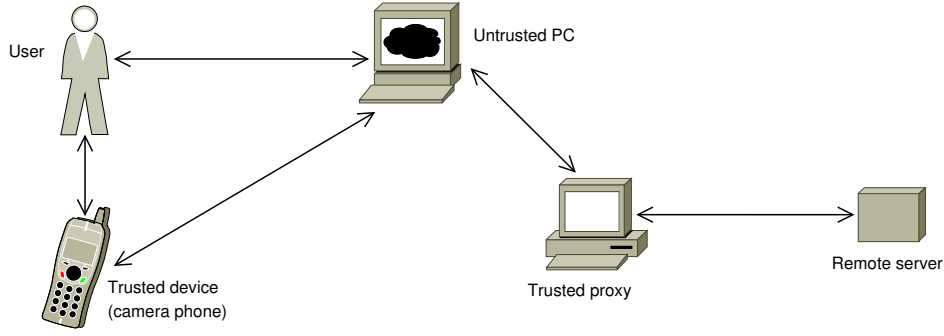 User
Untrusted PC
Trusted device
(camera phone)
Trusted proxy
Remote server